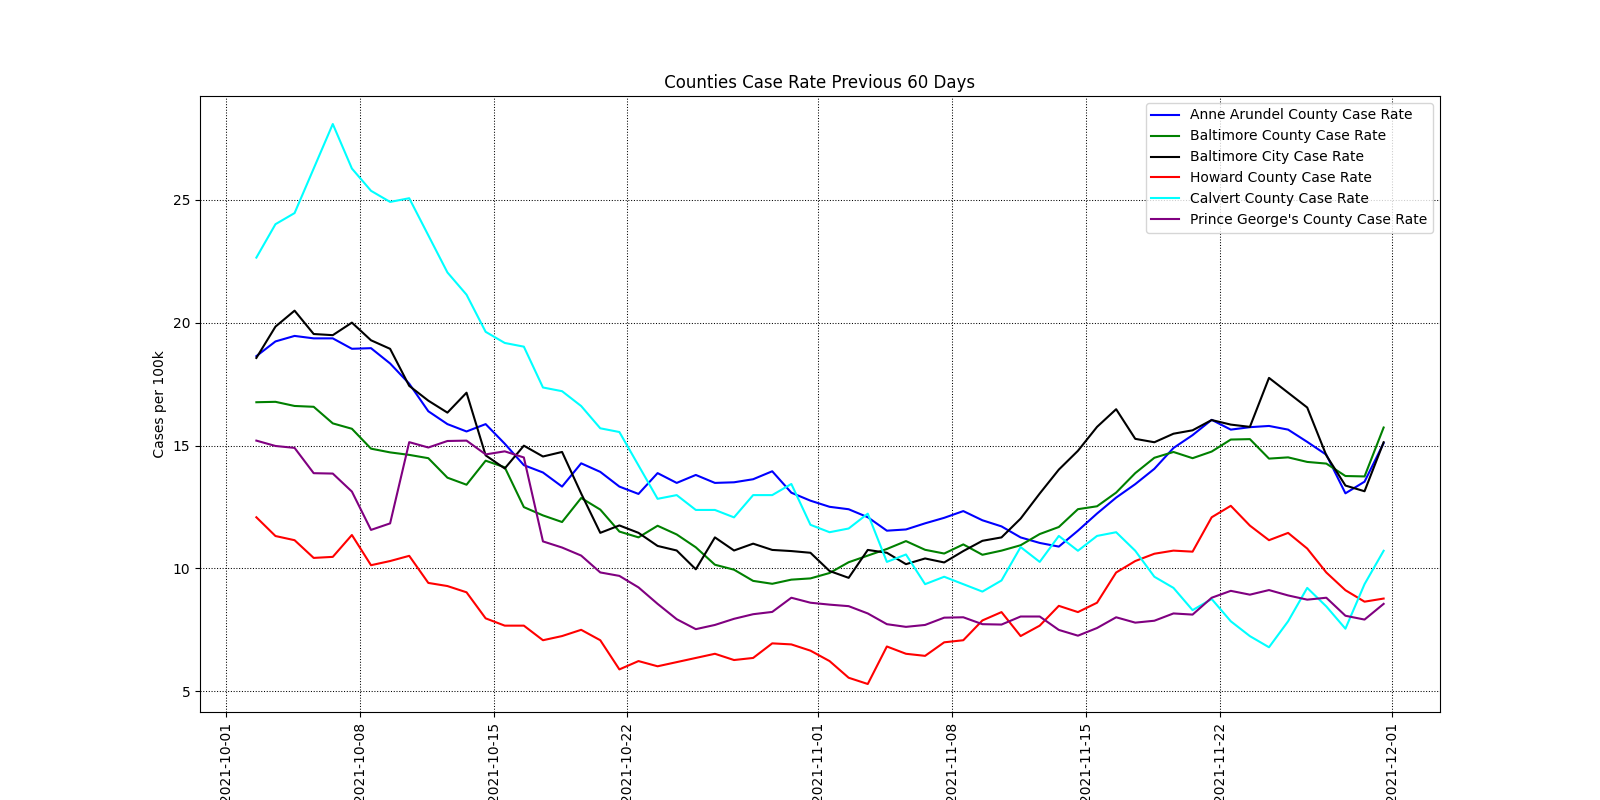 Counties Case Rate Previous 60 Days
Anne Arundel County Case Rate
Baltimore County Case Rate
Baltimore City Case Rate
Howard County Case Rate
Calvert County Case Rate
Prince George's County Case Rate
Cases per 100k
25
20
15
10
5
2021-10-01
2021-10-08
2021-10-15
2021-10-22
2021-11-01
2021-11-08
2021-11-15
2021-11-22
2021-12-01